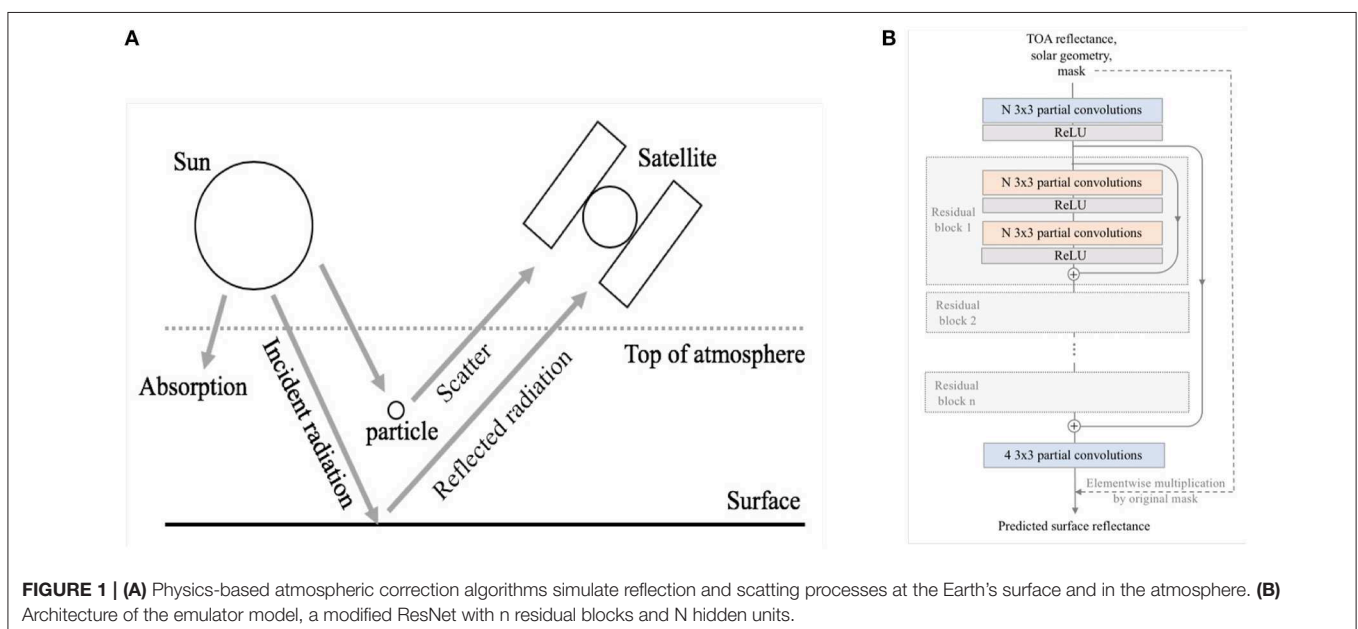 A
Sun
Satellite
Top of atmosphere
Absorption
Incident radiation
particle
Scatter
Reflected radiation
Surface
B
TOA reflectance,
solar geometry,
mask
N 3x3 partial convolutions
ReLU
Residual
block 1
N 3x3 partial convolutions
ReLU
N 3x3 partial convolutions
ReLU
+
Residual
block 2
Residual
block n
+
4 3x3 partial convolutions
Elementwise multiplication
by original mask
Predicted surface reflectance
FIGURE 1 | (A) Physics-based atmospheric correction algorithms simulate reflection and scatting processes at the Earth's surface and in the atmosphere. (B)
Architecture of the emulator model, a modified ResNet with n residual blocks and N hidden units.